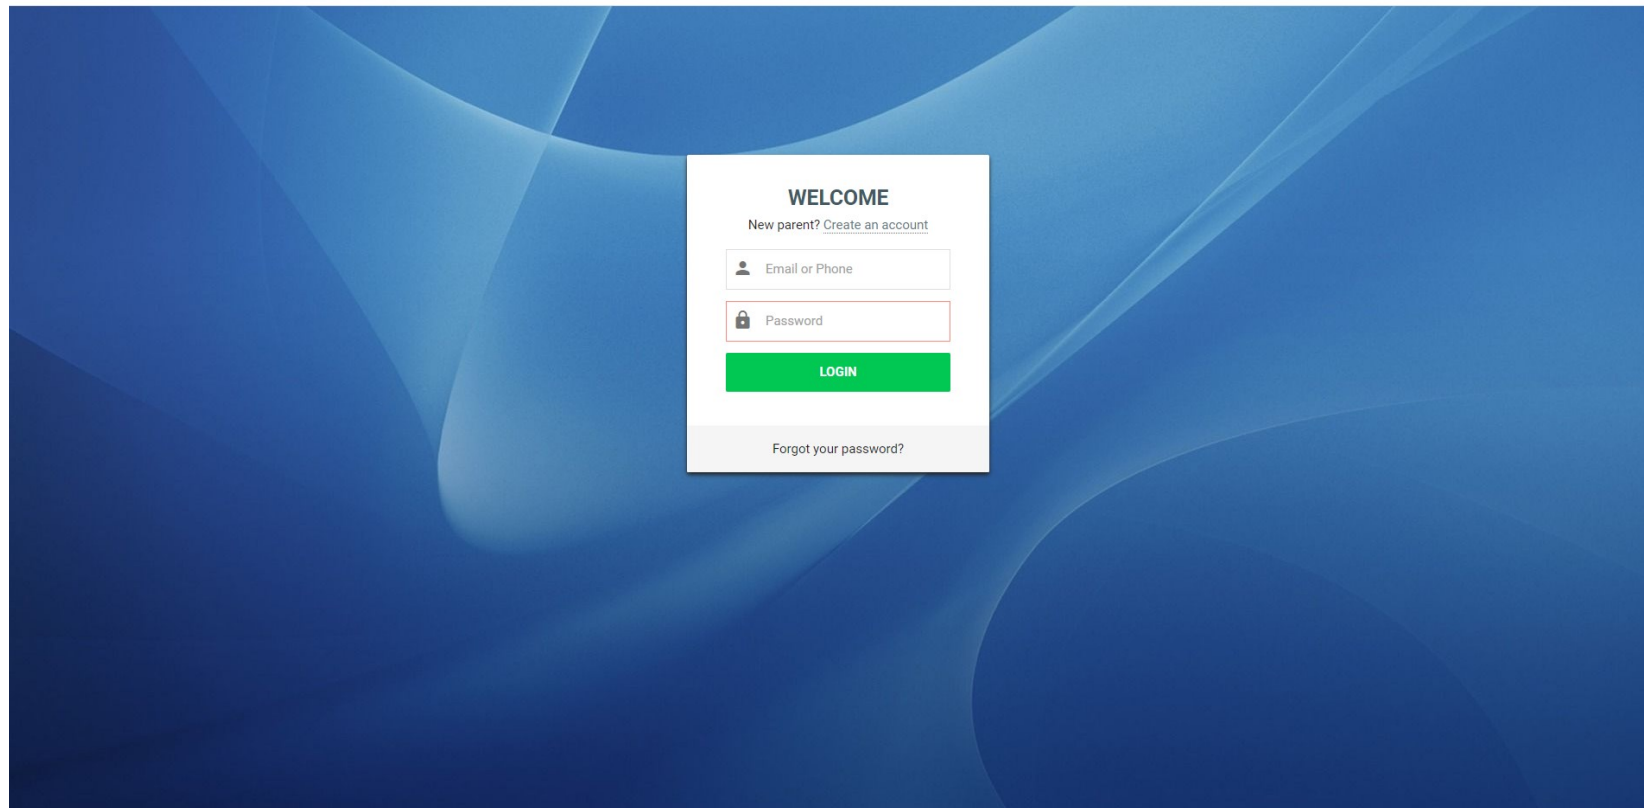 WELCOME
New parent? Create an account
Email or Phone
Password
LOGIN
Forgot your password?